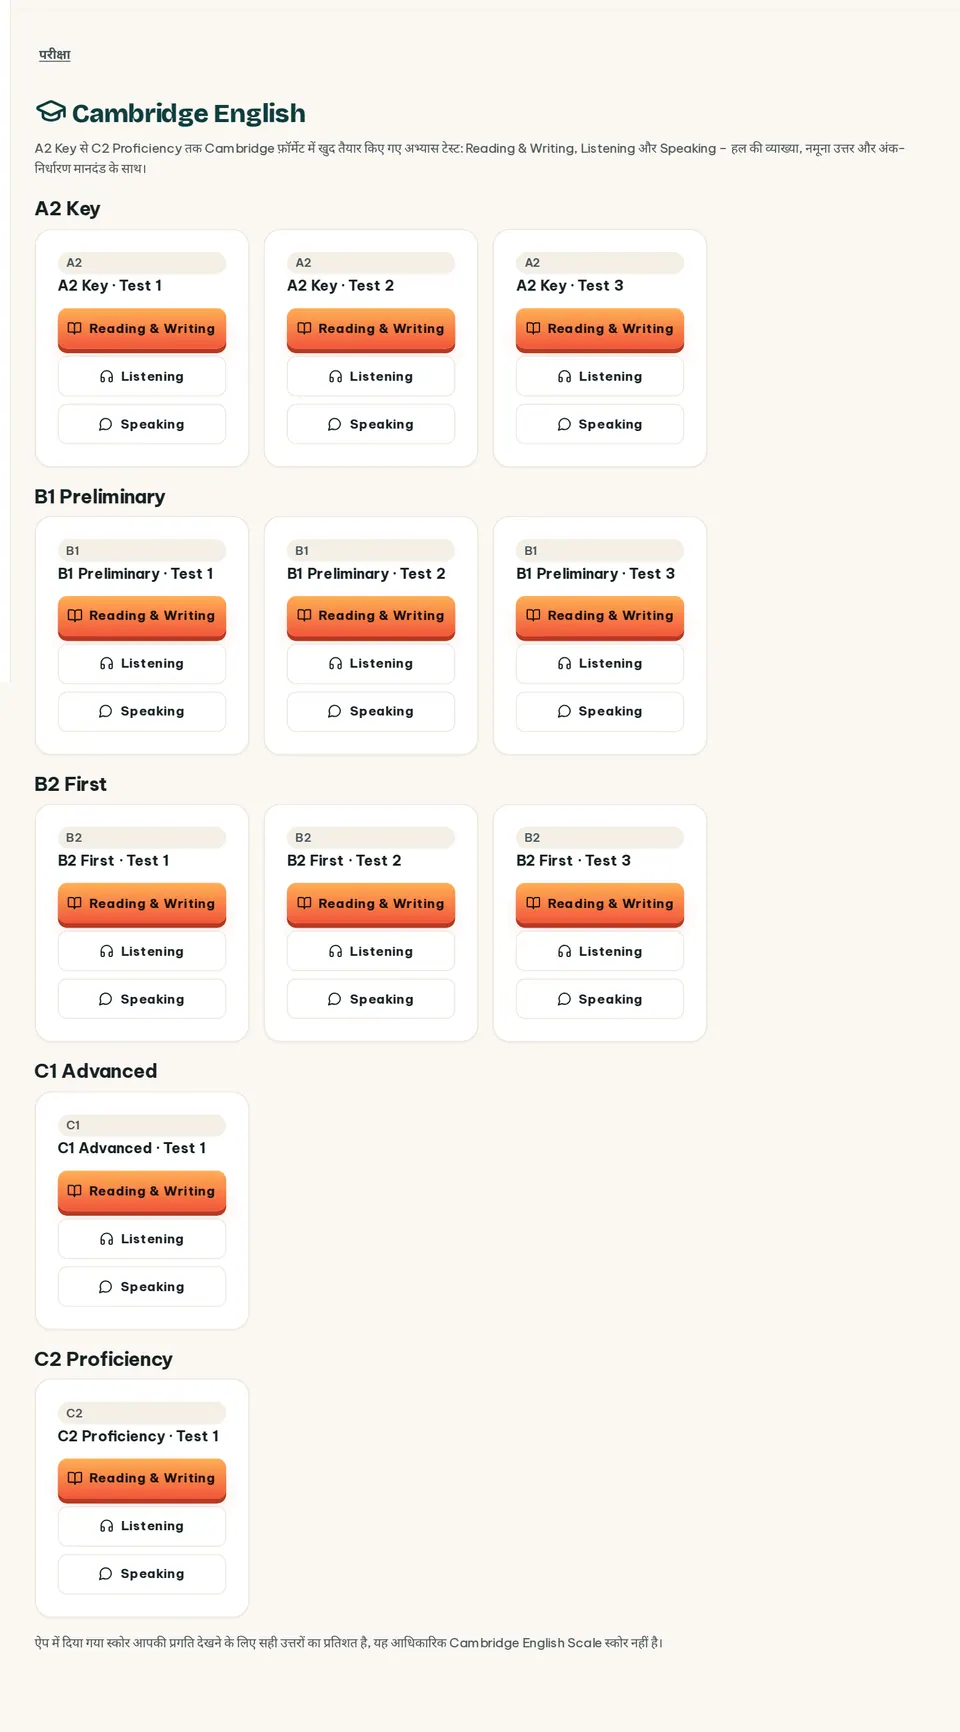 परीक्षा
Cambridge English
A2 Key से C2 Proficiency तक Cambridge फ़ॉर्मेट में खुद तैयार किए गए अभ्यास टेस्ट: Reading & Writing, Listening और Speaking – हल की व्याख्या, नमूना उत्तर और अंक-
निर्धारण मानदंड के साथ।
A2 Key
A2 A2 A2
A2 Key · Test 1 A2 Key · Test 2 A2 Key · Test 3
Reading & Writing Reading & Writing Reading & Writing
Listening Listening Listening
Speaking Speaking Speaking
B1 Preliminary
B1 B1 B1
B1 Preliminary · Test 1 B1 Preliminary · Test 2 B1 Preliminary · Test 3
Reading & Writing Reading & Writing Reading & Writing
Listening Listening Listening
Speaking Speaking Speaking
B2 First
B2 B2 B2
B2 First · Test 1 B2 First · Test 2 B2 First · Test 3
Reading & Writing Reading & Writing Reading & Writing
Listening Listening Listening
Speaking Speaking Speaking
C1 Advanced
C1
C1 Advanced · Test 1
Reading & Writing
Listening
Speaking
C2 Proficiency
C2
C2 Proficiency · Test 1
Reading & Writing
Listening
Speaking
ऐप में दिया गया स्कोर आपकी प्रगति देखने के लिए सही उत्तरों का प्रतिशत है, यह आधिकारिक Cambridge English Scale स्कोर नहीं है।